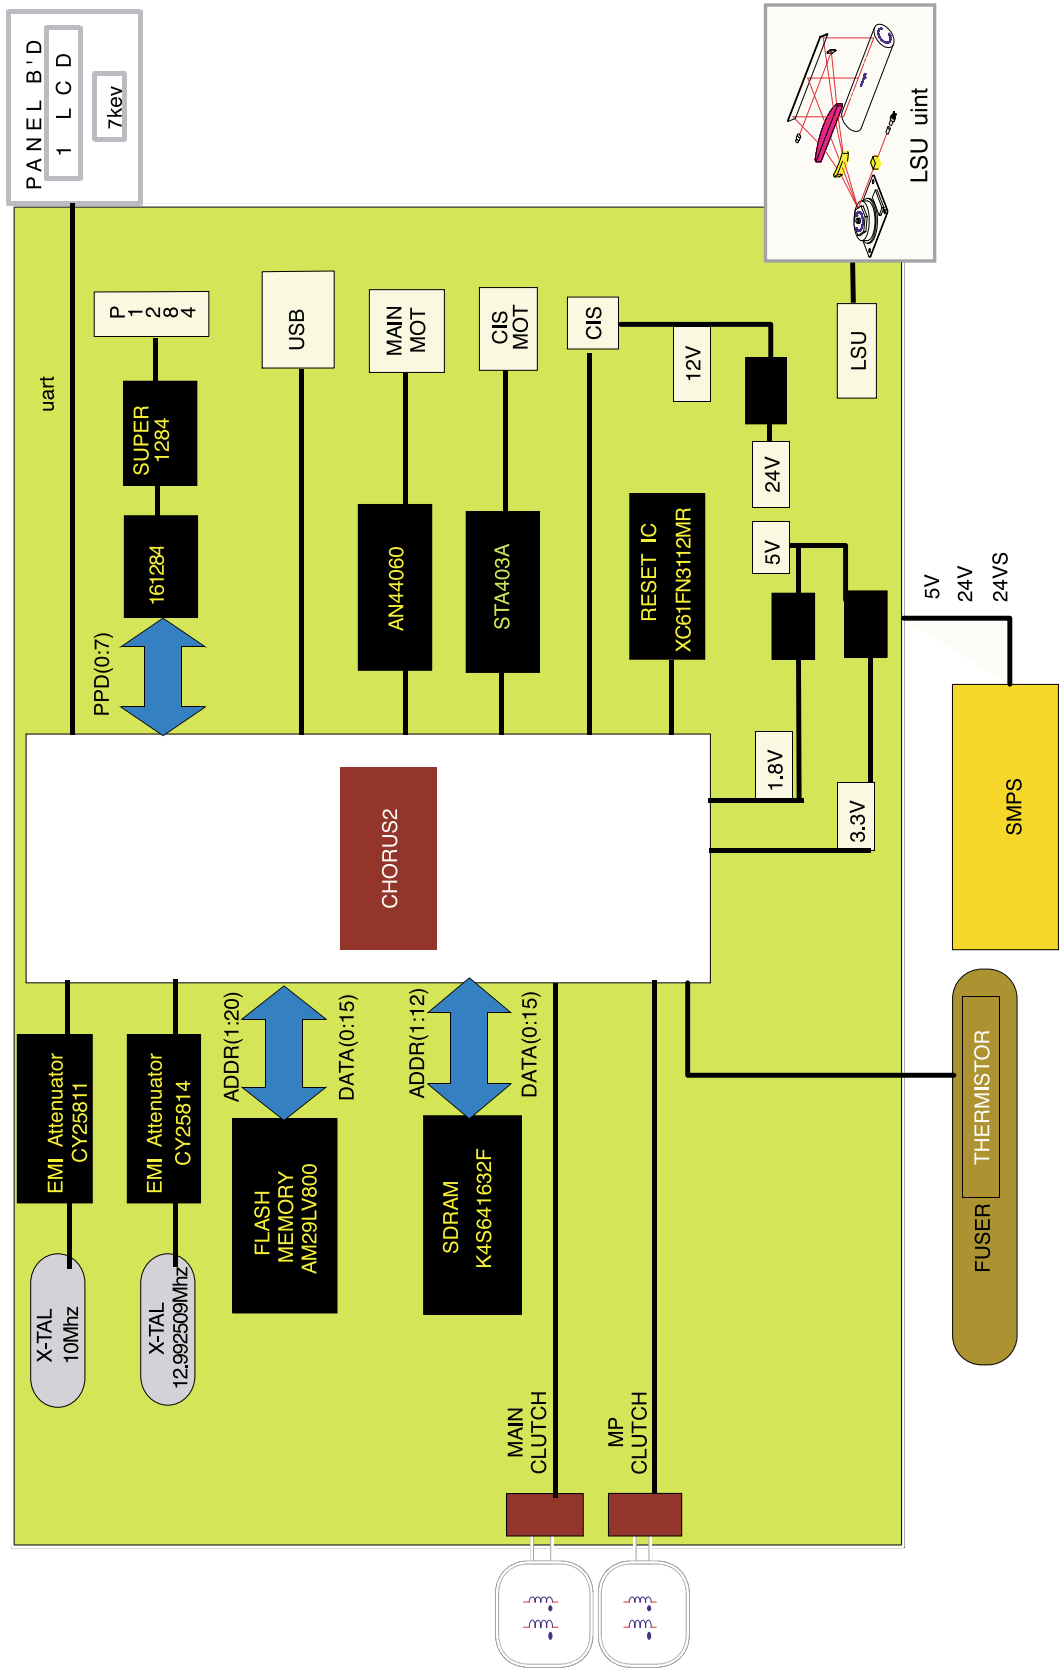 PANEL B'D
1 LCD
7kev
uart
P1284
SUPER
1284
161284
PPD(0:7)
USB
MAIN
MOT
AN44060
CIS
MOT
STA403A
CIS
12V
24V
RESET IC
XC61FN3112MR
5V
1.8V
3.3V
LSU
LSU uint
5V
24V
24VS
SMPS
CHORUS2
EMI Attenuator
CY25811
X-TAL
10Mhz
EMI Attenuator
CY25814
X-TAL
12.992509Mhz
ADDR(1:20)
DATA(0:15)
FLASH
MEMORY
AM29LV800
ADDR(1:12)
DATA(0:15)
SDRAM
K4S641632F
MAIN
CLUTCH
MP
CLUTCH
FUSER
THERMISTOR